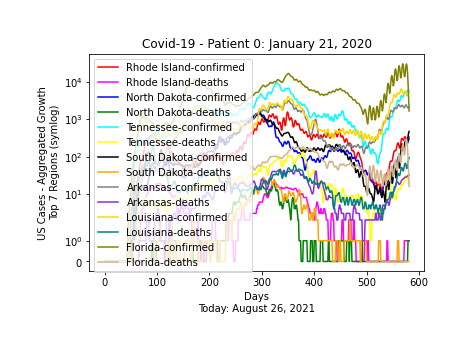 Covid-19 - Patient 0: January 21, 2020
US Cases - Aggregated Growth
Top 7 Regions (symlog)
10⁴
10³
10²
10¹
10⁰
0
Rhode Island-confirmed
Rhode Island-deaths
North Dakota-confirmed
North Dakota-deaths
Tennessee-confirmed
Tennessee-deaths
South Dakota-confirmed
South Dakota-deaths
Arkansas-confirmed
Arkansas-deaths
Louisiana-confirmed
Louisiana-deaths
Florida-confirmed
Florida-deaths
0 100 200 300 400 500 600
Days
Today: August 26, 2021